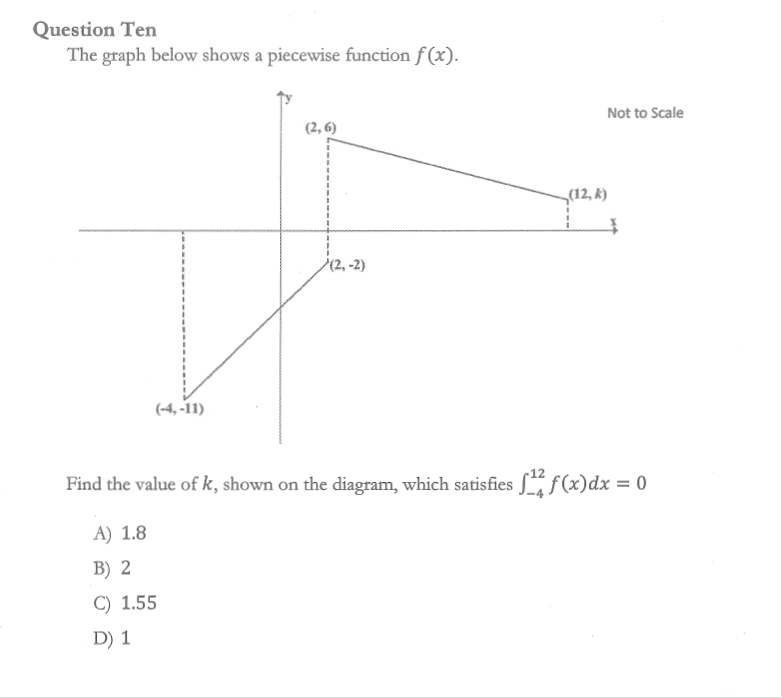 Question Ten
The graph below shows a piecewise function f(x).
y
Not to Scale
(2, 6)
(12, k)
x
(2, -2)
(-4, -11)
Find the value of k, shown on the diagram, which satisfies ∫₋₄¹² f(x)dx = 0
A) 1.8
B) 2
C) 1.55
D) 1